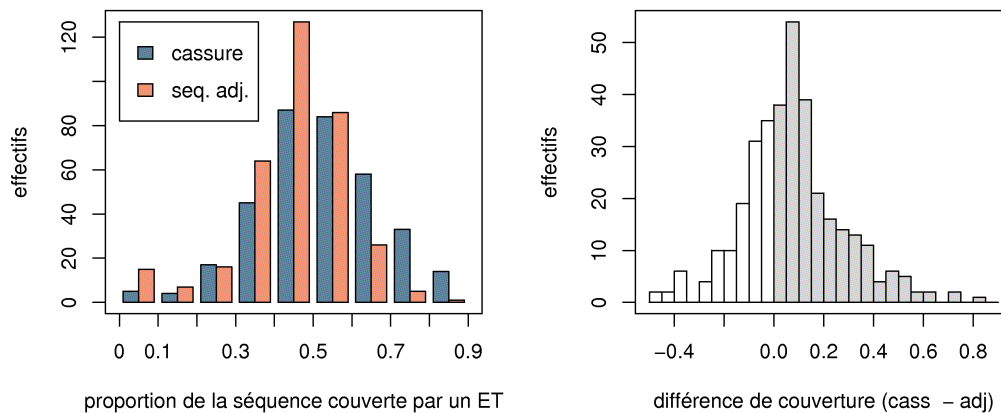 effectifs
0 20 40 60 80 120
cassure
seq. adj.
0 0.1 0.3 0.5 0.7 0.9
proportion de la séquence couverte par un ET
effectifs
0 10 20 30 40 50
−0.4 0.0 0.2 0.4 0.6 0.8
différence de couverture (cass − adj)